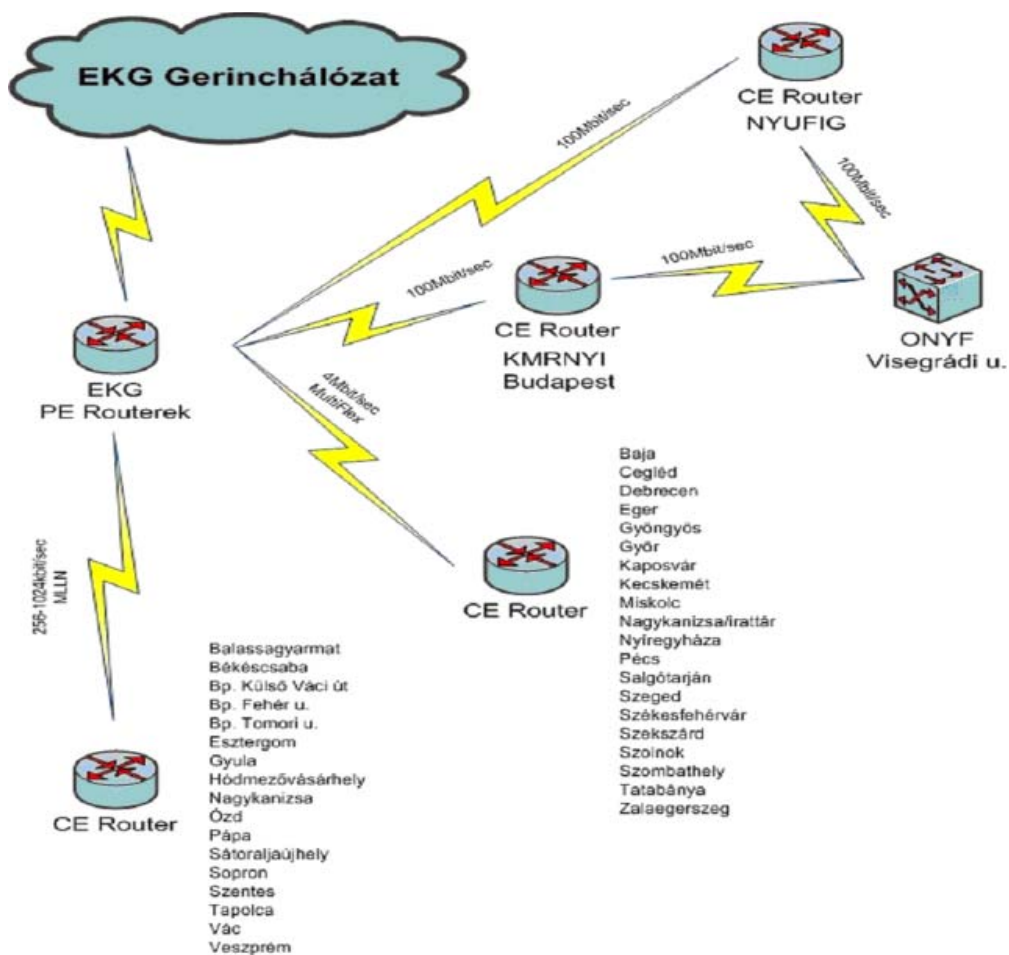 EKG Gerinchálózat
CE Router
NYUFIG
100Mbit/sec
100Mbit/sec
100Mbit/sec
100Mbit/sec
CE Router
KMRNYI
Budapest
ONYF
Visegrádi u.
EKG
PE Routerek
4Mbit/sec
MultiFlex
256-1024kbit/sec
MLLN
CE Router
Baja
Cegléd
Debrecen
Eger
Gyöngyös
Győr
Kaposvár
Kecskemét
Miskolc
Nagykanizsa/irattár
Nyíregyháza
Pécs
Salgótarján
Szeged
Székesfehérvár
Szekszárd
Szolnok
Szombathely
Tatabánya
Zalaegerszeg
CE Router
Balassagyarmat
Békéscsaba
Bp. Külső Váci út
Bp. Fehér u.
Bp. Tomori u.
Esztergom
Gyula
Hódmezővásárhely
Nagykanizsa
Ózd
Pápa
Sátoraljaújhely
Sopron
Szentes
Tapolca
Vác
Veszprém